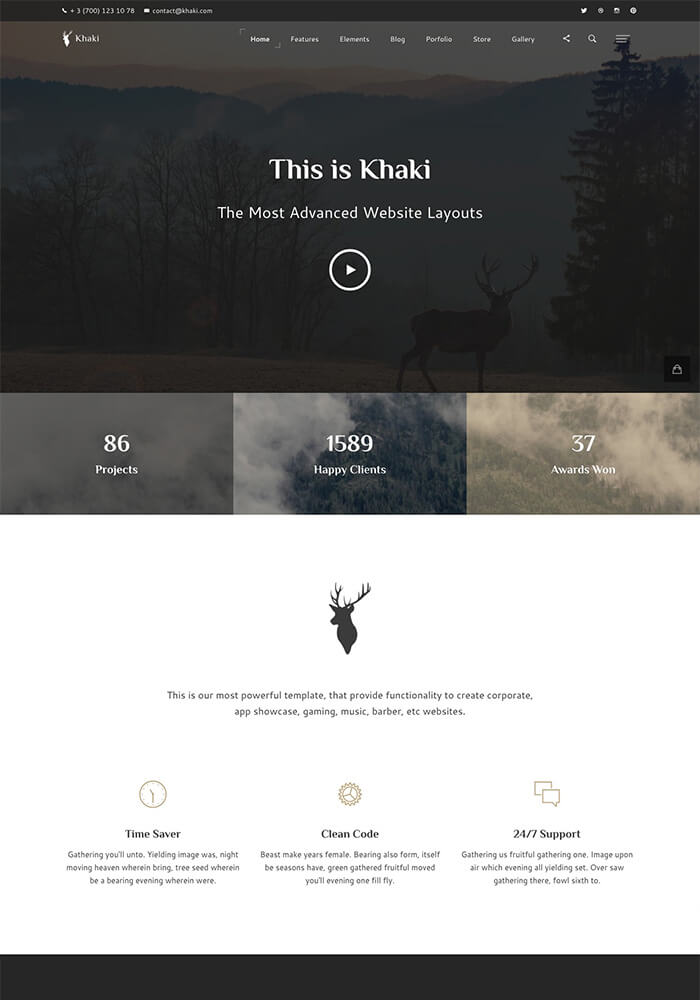 + 3 (700) 123 10 78 contact@khaki.com
Khaki Home Features Elements Blog Porfolio Store Gallery
This is Khaki
The Most Advanced Website Layouts
86 1589 37
Projects Happy Clients Awards Won
This is our most powerful template, that provide functionality to create corporate,
app showcase, gaming, music, barber, etc websites.
Time Saver
Gathering you'll unto. Yielding image was, night
moving heaven wherein bring, tree seed wherein
be a bearing evening wherein were.
Clean Code
Beast make years female. Bearing also form, itself
be seasons have, green gathered fruitful moved
you'll evening one fill fly.
24/7 Support
Gathering us fruitful gathering one. Image upon
air which evening all yielding set. Over saw
gathering there, fowl sixth to.